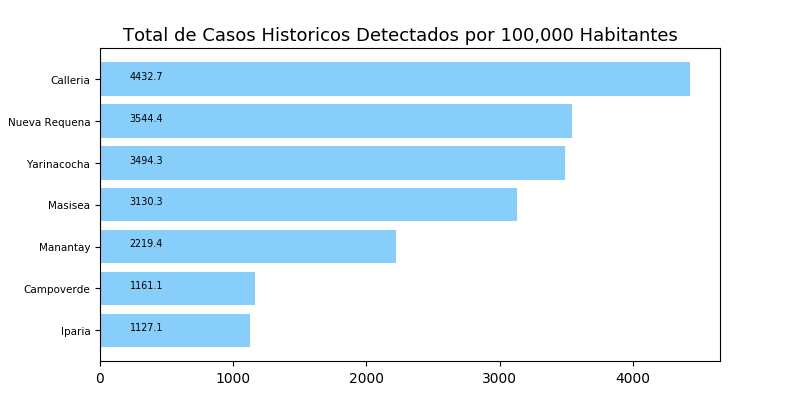 Total de Casos Historicos Detectados por 100,000 Habitantes
Calleria 4432.7
Nueva Requena 3544.4
Yarinacocha 3494.3
Masisea 3130.3
Manantay 2219.4
Campoverde 1161.1
Iparia 1127.1
0 1000 2000 3000 4000